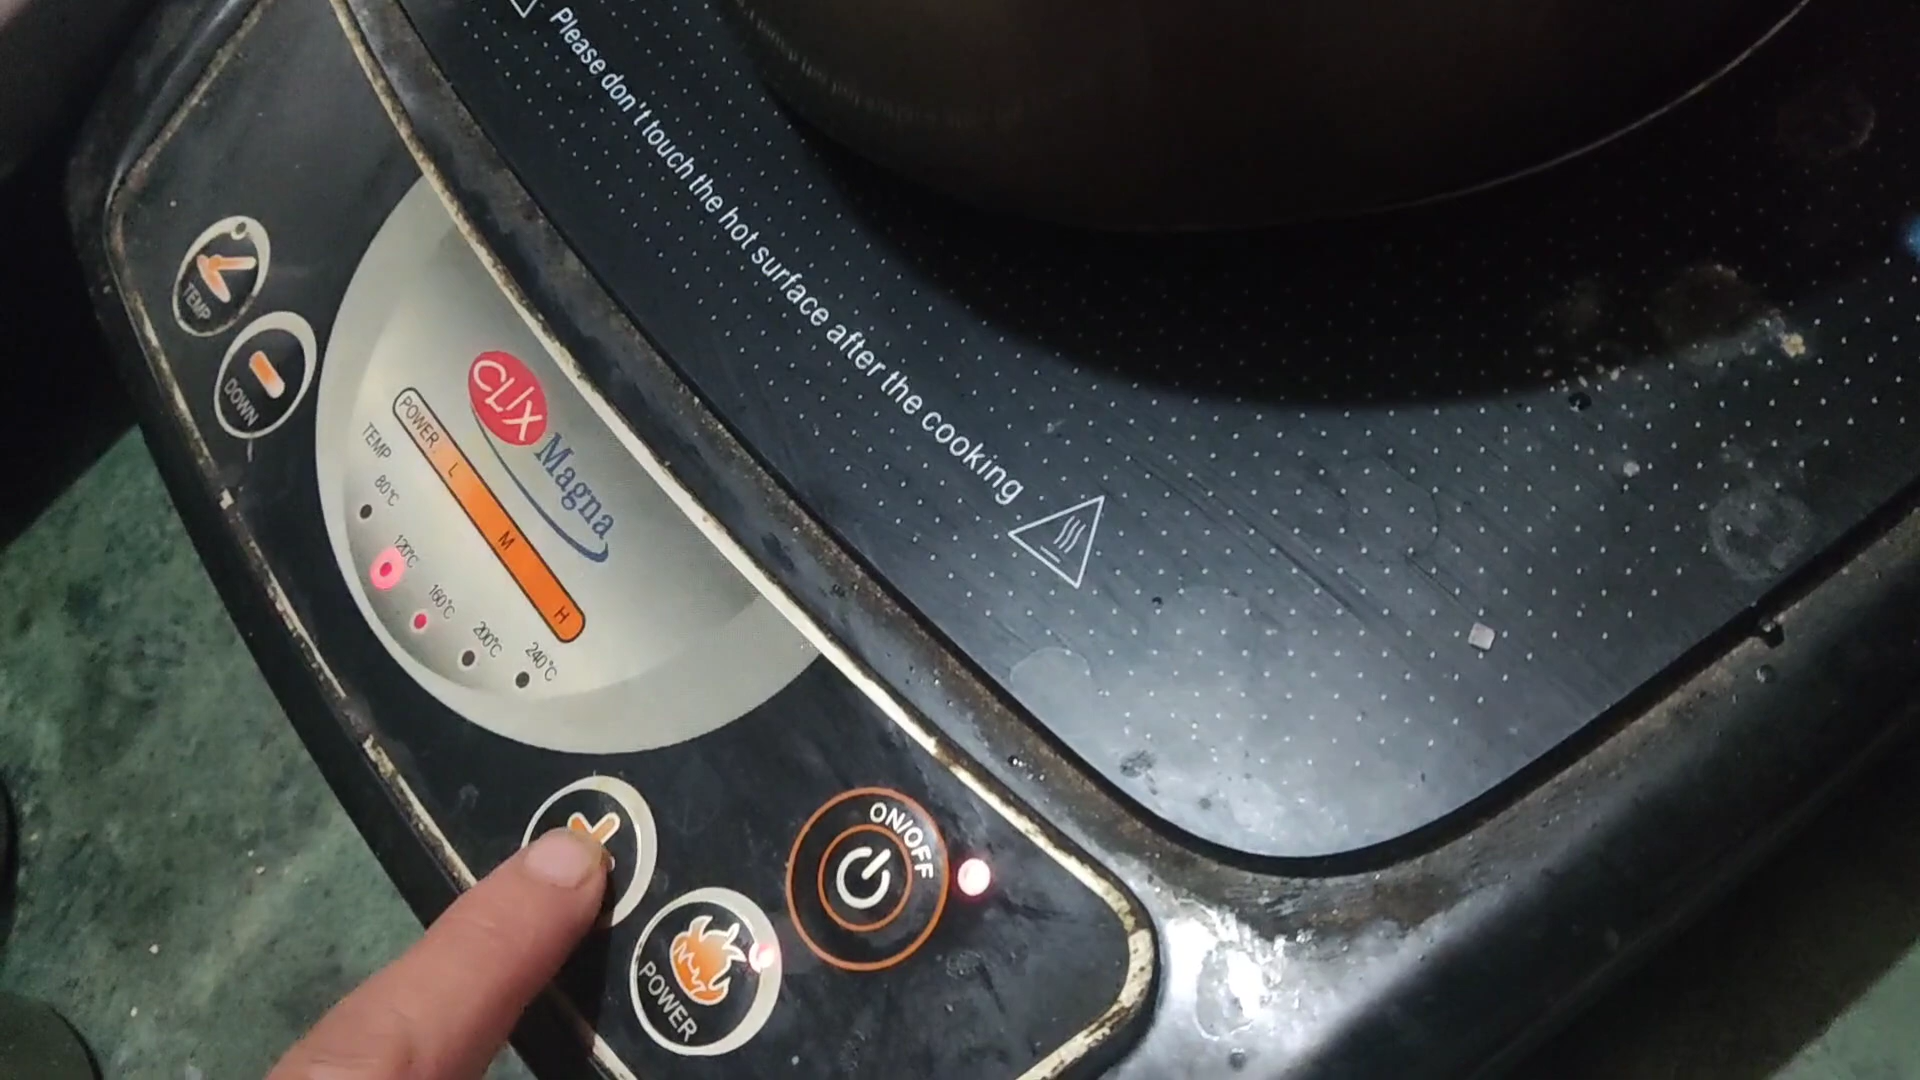 Please don't touch the hot surface after the cooking
TEMP
DOWN
CLIX
Magna
POWER L M H
TEMP
80°C
120°C
160°C
200°C
240°C
ON/OFF
POWER